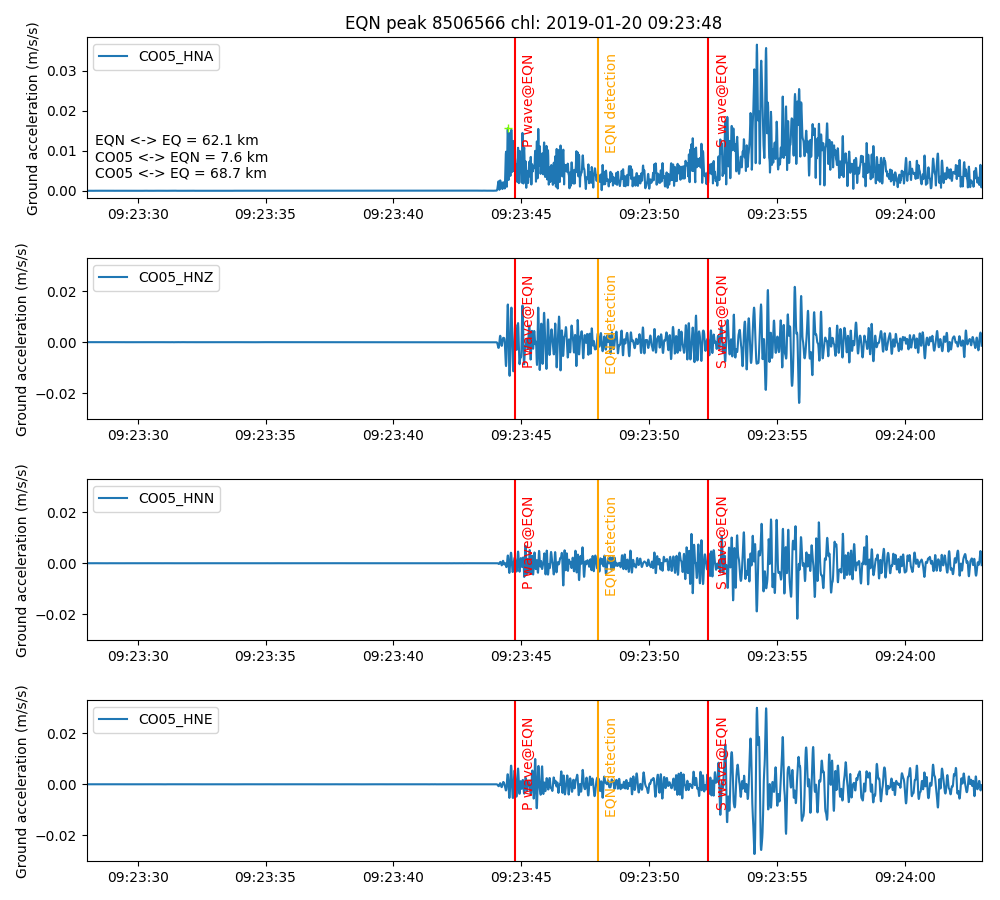 EQN peak 8506566 chl: 2019-01-20 09:23:48
Ground acceleration (m/s/s)
0.03
0.02
0.01
0.00
CO05_HNA
EQN <-> EQ = 62.1 km
CO05 <-> EQN = 7.6 km
CO05 <-> EQ = 68.7 km
P wave@EQN
EQN detection
S wave@EQN
09:23:30 09:23:35 09:23:40 09:23:45 09:23:50 09:23:55 09:24:00
Ground acceleration (m/s/s)
0.02
0.00
−0.02
CO05_HNZ
P wave@EQN
EQN detection
S wave@EQN
09:23:30 09:23:35 09:23:40 09:23:45 09:23:50 09:23:55 09:24:00
Ground acceleration (m/s/s)
0.02
0.00
−0.02
CO05_HNN
P wave@EQN
EQN detection
S wave@EQN
09:23:30 09:23:35 09:23:40 09:23:45 09:23:50 09:23:55 09:24:00
Ground acceleration (m/s/s)
0.02
0.00
−0.02
CO05_HNE
P wave@EQN
EQN detection
S wave@EQN
09:23:30 09:23:35 09:23:40 09:23:45 09:23:50 09:23:55 09:24:00